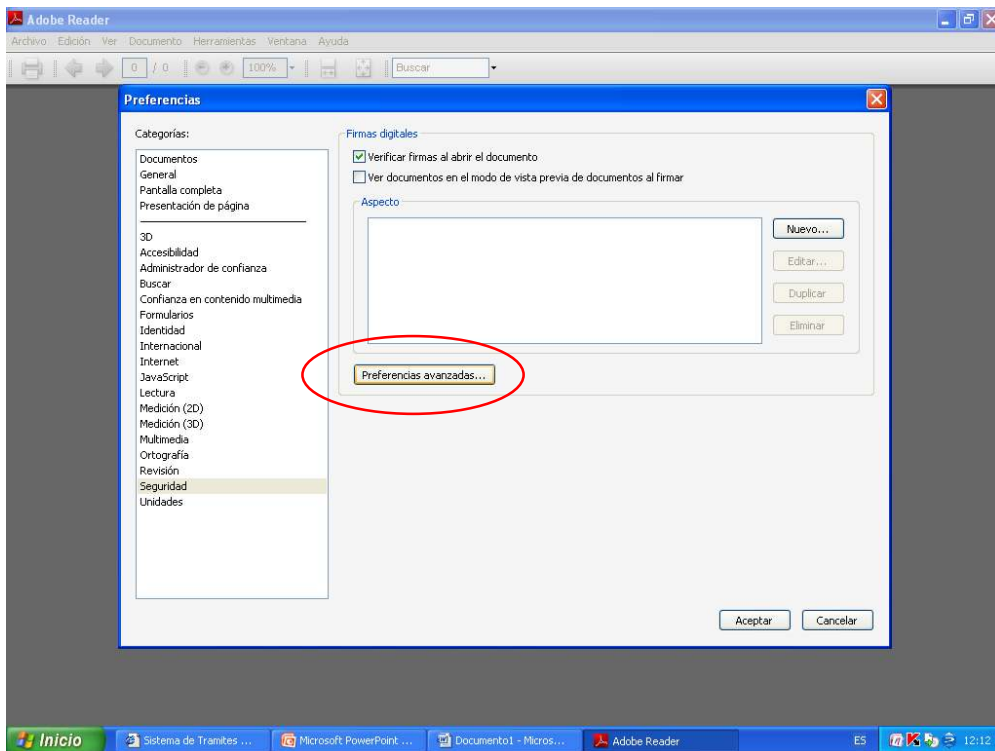 Adobe Reader
Archivo Edición Ver Documento Herramientas Ventana Ayuda
0 / 0 100% Buscar
Preferencias
Categorías:
Documentos
General
Pantalla completa
Presentación de página
3D
Accesibilidad
Administrador de confianza
Buscar
Confianza en contenido multimedia
Formularios
Identidad
Internacional
Internet
JavaScript
Lectura
Medición (2D)
Medición (3D)
Multimedia
Ortografía
Revisión
Seguridad
Unidades
Firmas digitales
Verificar firmas al abrir el documento
Ver documentos en el modo de vista previa de documentos al firmar
Aspecto
Nuevo...
Editar...
Duplicar
Eliminar
Preferencias avanzadas...
Aceptar Cancelar
Inicio Sistema de Tramites ... Microsoft PowerPoint ... Documento1 - Micros... Adobe Reader ES 12:12